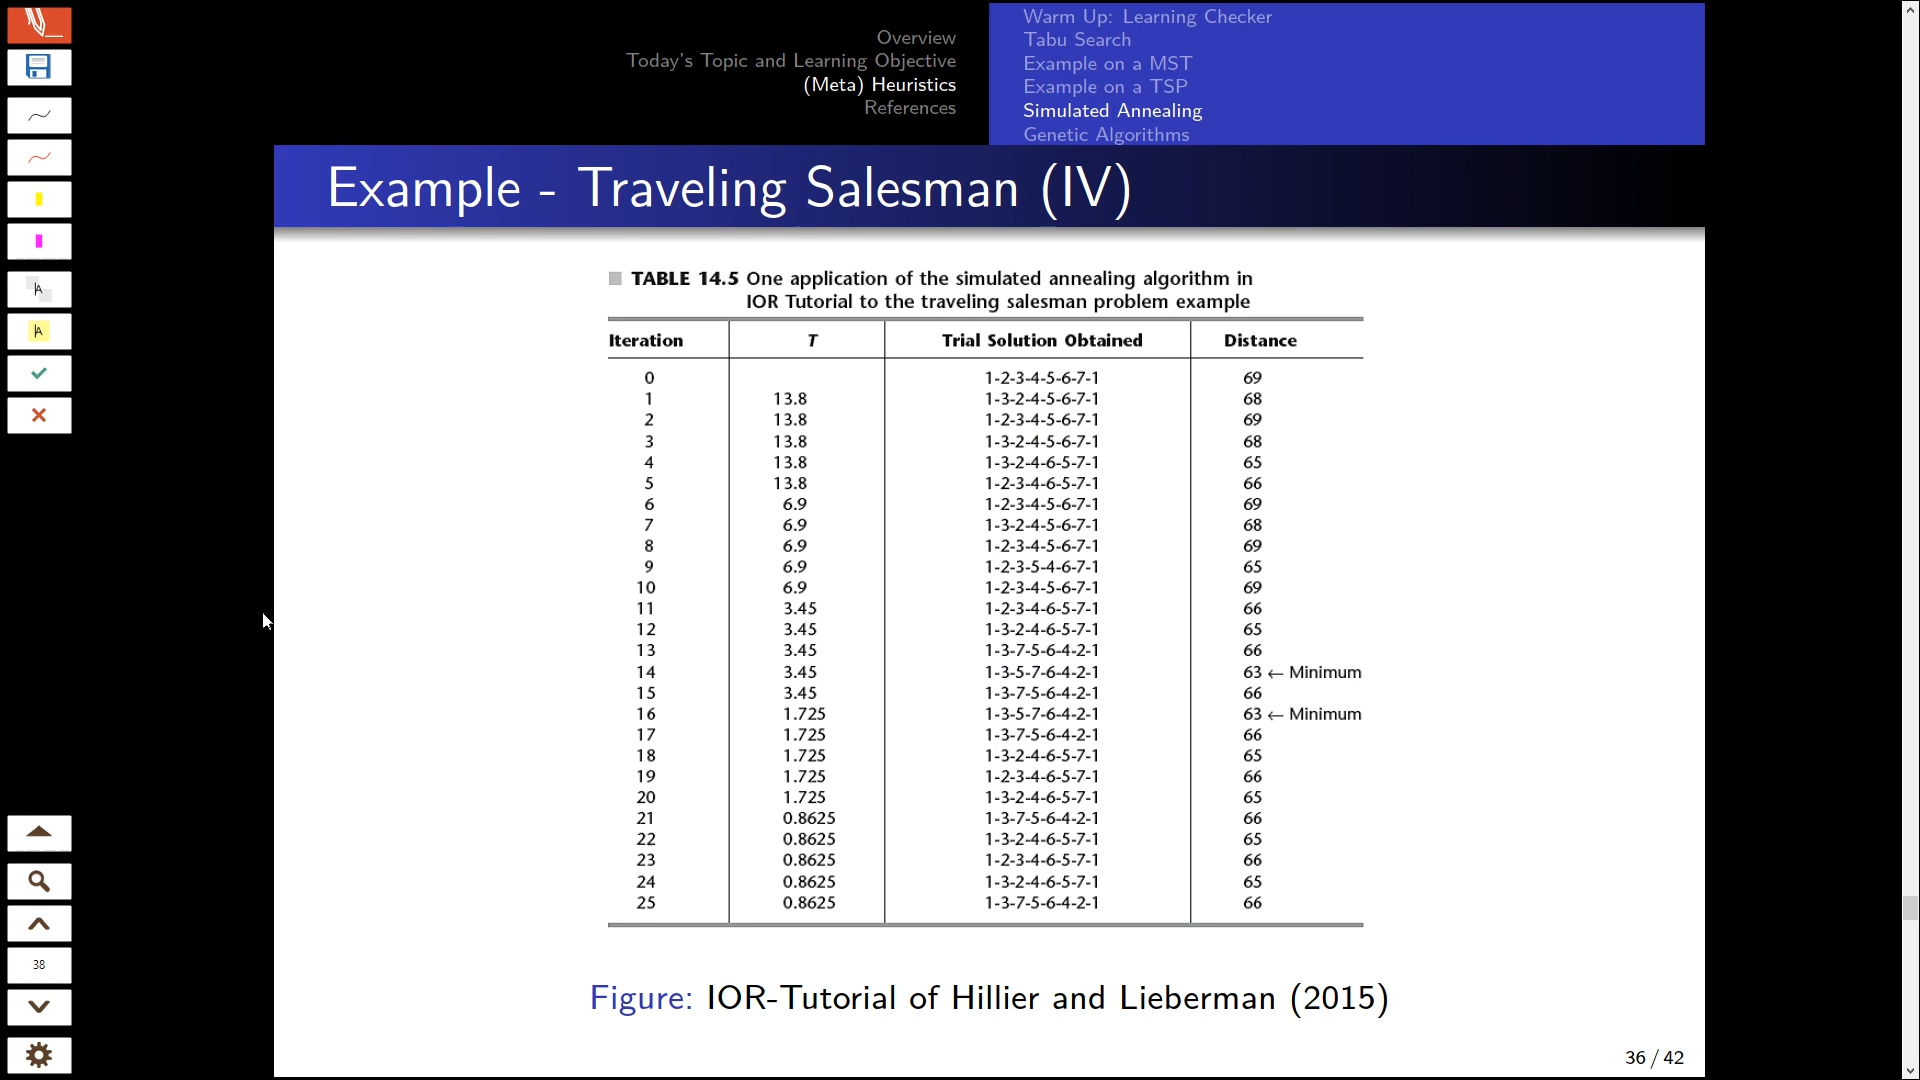 Overview
Today's Topic and Learning Objective
(Meta) Heuristics
References
Warm Up: Learning Checker
Tabu Search
Example on a MST
Example on a TSP
Simulated Annealing
Genetic Algorithms
Example - Traveling Salesman (IV)
TABLE 14.5 One application of the simulated annealing algorithm in
IOR Tutorial to the traveling salesman problem example
Iteration T Trial Solution Obtained Distance
0 1-2-3-4-5-6-7-1 69
1 13.8 1-3-2-4-5-6-7-1 68
2 13.8 1-2-3-4-5-6-7-1 69
3 13.8 1-3-2-4-5-6-7-1 68
4 13.8 1-3-2-4-6-5-7-1 65
5 13.8 1-2-3-4-6-5-7-1 66
6 6.9 1-2-3-4-5-6-7-1 69
7 6.9 1-3-2-4-5-6-7-1 68
8 6.9 1-2-3-4-5-6-7-1 69
9 6.9 1-2-3-5-4-6-7-1 65
10 6.9 1-2-3-4-5-6-7-1 69
11 3.45 1-2-3-4-6-5-7-1 66
12 3.45 1-3-2-4-6-5-7-1 65
13 3.45 1-3-7-5-6-4-2-1 66
14 3.45 1-3-5-7-6-4-2-1 63 ← Minimum
15 3.45 1-3-7-5-6-4-2-1 66
16 1.725 1-3-5-7-6-4-2-1 63 ← Minimum
17 1.725 1-3-7-5-6-4-2-1 66
18 1.725 1-3-2-4-6-5-7-1 65
19 1.725 1-2-3-4-6-5-7-1 66
20 1.725 1-3-2-4-6-5-7-1 65
21 0.8625 1-3-7-5-6-4-2-1 66
22 0.8625 1-3-2-4-6-5-7-1 65
23 0.8625 1-2-3-4-6-5-7-1 66
24 0.8625 1-3-2-4-6-5-7-1 65
25 0.8625 1-3-7-5-6-4-2-1 66
Figure: IOR-Tutorial of Hillier and Lieberman (2015)
36 / 42
A
A
38